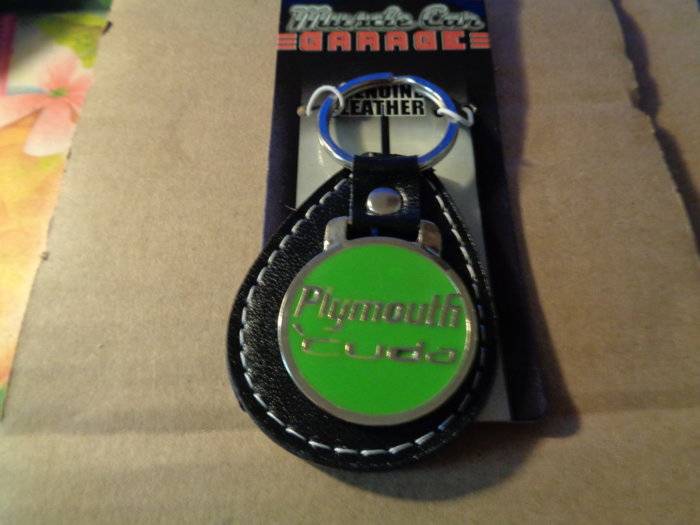 Muscle Car
GARAGE
GENUINE
LEATHER
Plymouth
'cuda